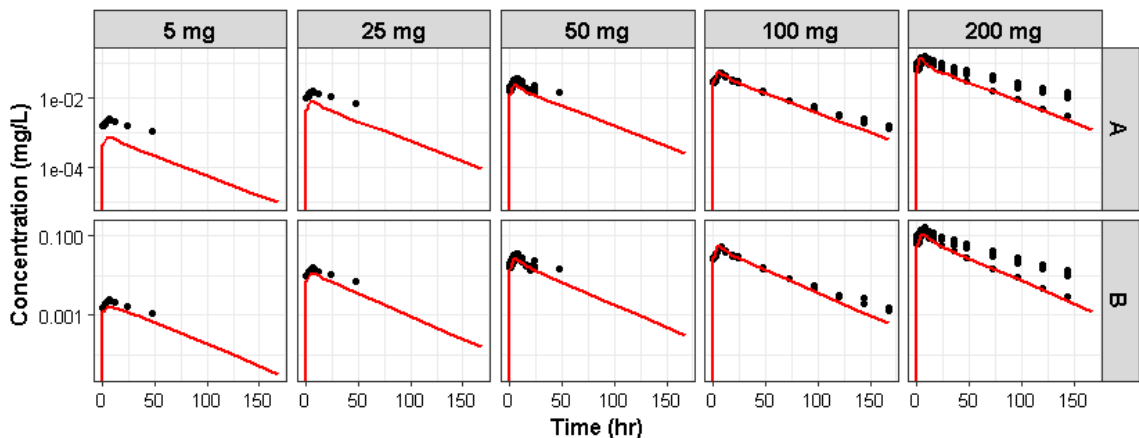 5 mg 25 mg 50 mg 100 mg 200 mg
Concentration (mg/L)
1e-02
1e-04
A
0.100
0.001
B
0 50 100 150 0 50 100 150 0 50 100 150 0 50 100 150 0 50 100 150
Time (hr)